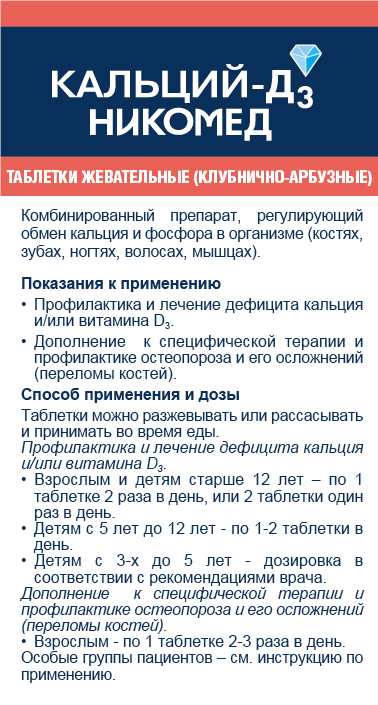 КАЛЬЦИЙ-Д3
НИКОМЕД
ТАБЛЕТКИ ЖЕВАТЕЛЬНЫЕ (КЛУБНИЧНО-АРБУЗНЫЕ)
Комбинированный препарат, регулирующий
обмен кальция и фосфора в организме (костях,
зубах, ногтях, волосах, мышцах).
Показания к применению
• Профилактика и лечение дефицита кальция
и/или витамина D3.
• Дополнение к специфической терапии и
профилактике остеопороза и его осложнений
(переломы костей).
Способ применения и дозы
Таблетки можно разжевывать или рассасывать
и принимать во время еды.
Профилактика и лечение дефицита кальция
и/или витамина D3.
• Взрослым и детям старше 12 лет – по 1
таблетке 2 раза в день, или 2 таблетки один
раз в день.
• Детям с 5 лет до 12 лет - по 1-2 таблетки в
день.
• Детям с 3-х до 5 лет - дозировка в
соответствии с рекомендациями врача.
Дополнение к специфической терапии и
профилактике остеопороза и его осложнений
(переломы костей).
• Взрослым - по 1 таблетке 2-3 раза в день.
Особые группы пациентов – см. инструкцию по
применению.